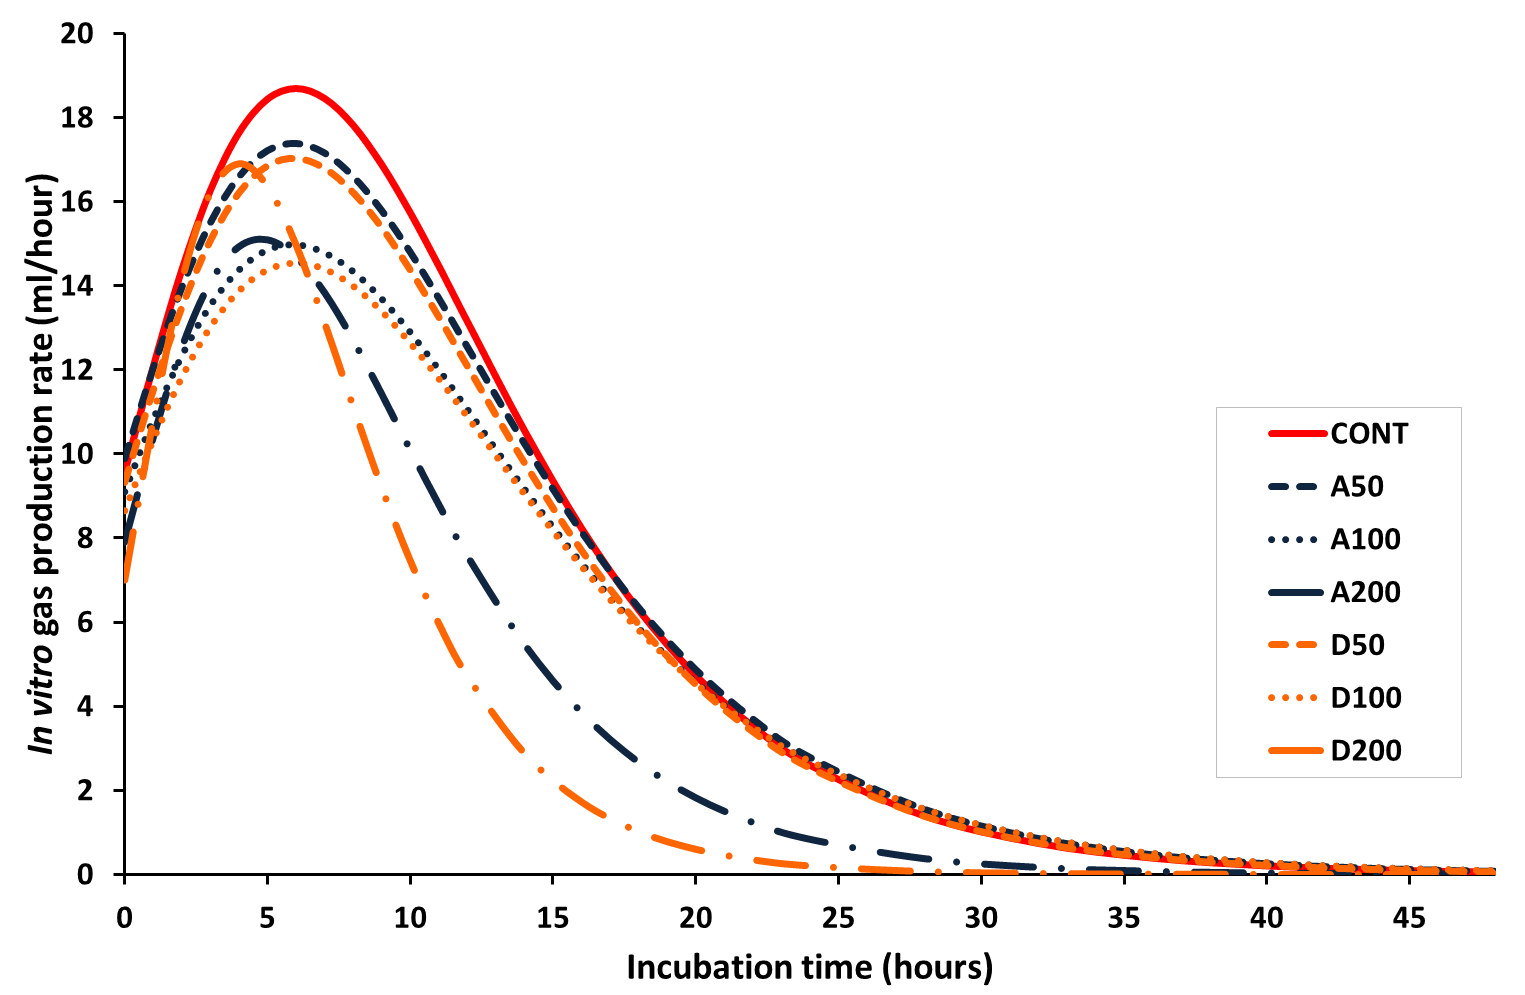 20
18
16
14
12
10
8
6
4
2
0
In vitro gas production rate (ml/hour)
CONT
A50
A100
A200
D50
D100
D200
0 5 10 15 20 25 30 35 40 45
Incubation time (hours)